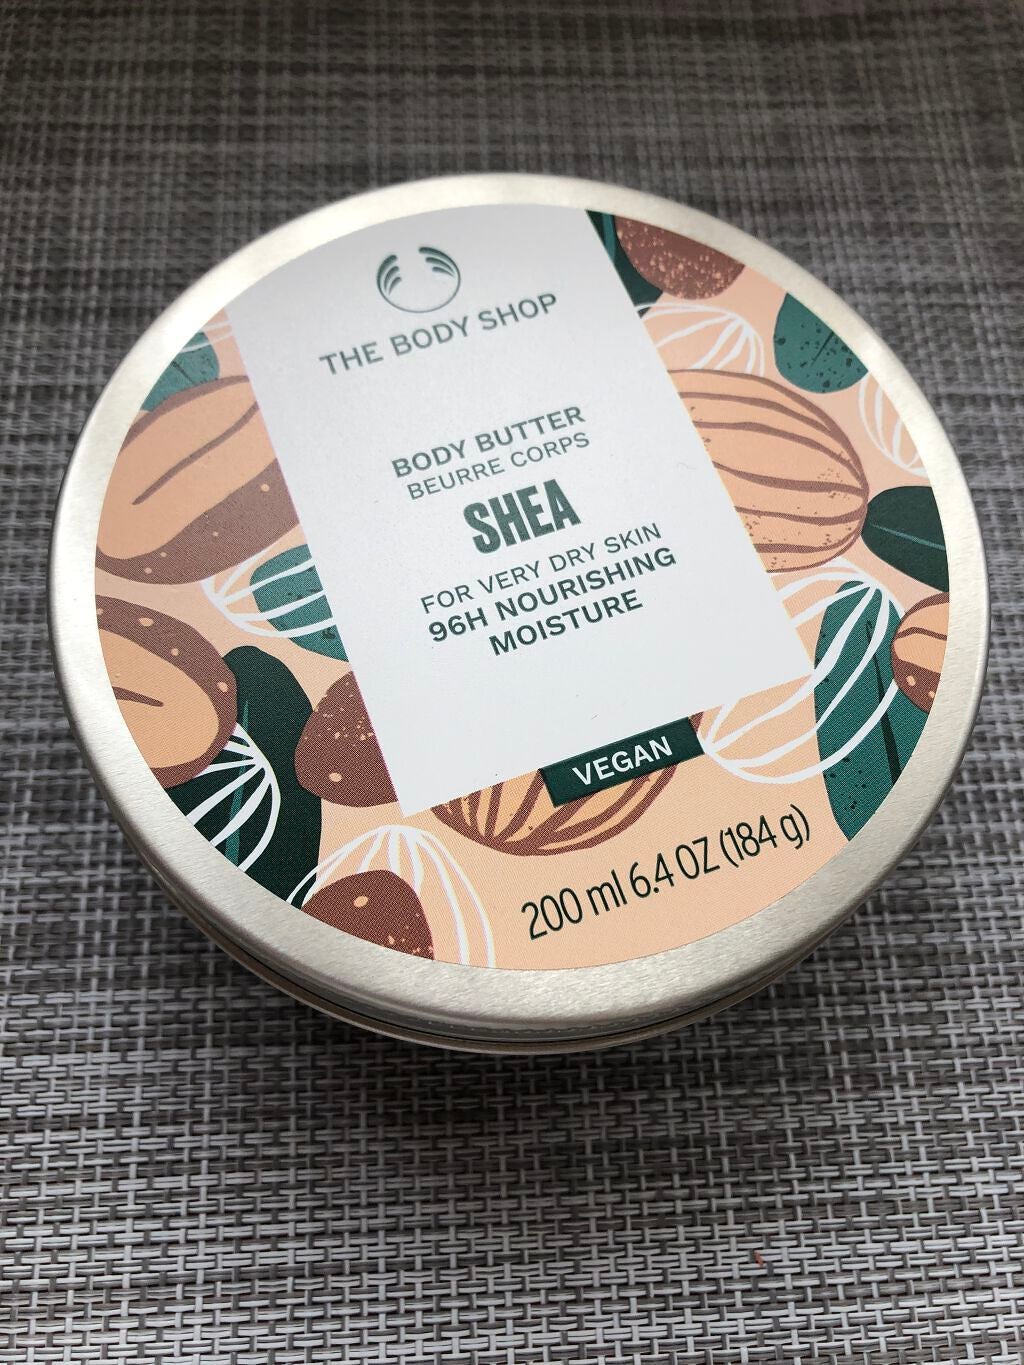 THE BODY SHOP
BODY BUTTER
BEURRE CORPS
SHEA
FOR VERY DRY SKIN
96H NOURISHING
MOISTURE
VEGAN
200 ml 6.4 OZ (184 g)